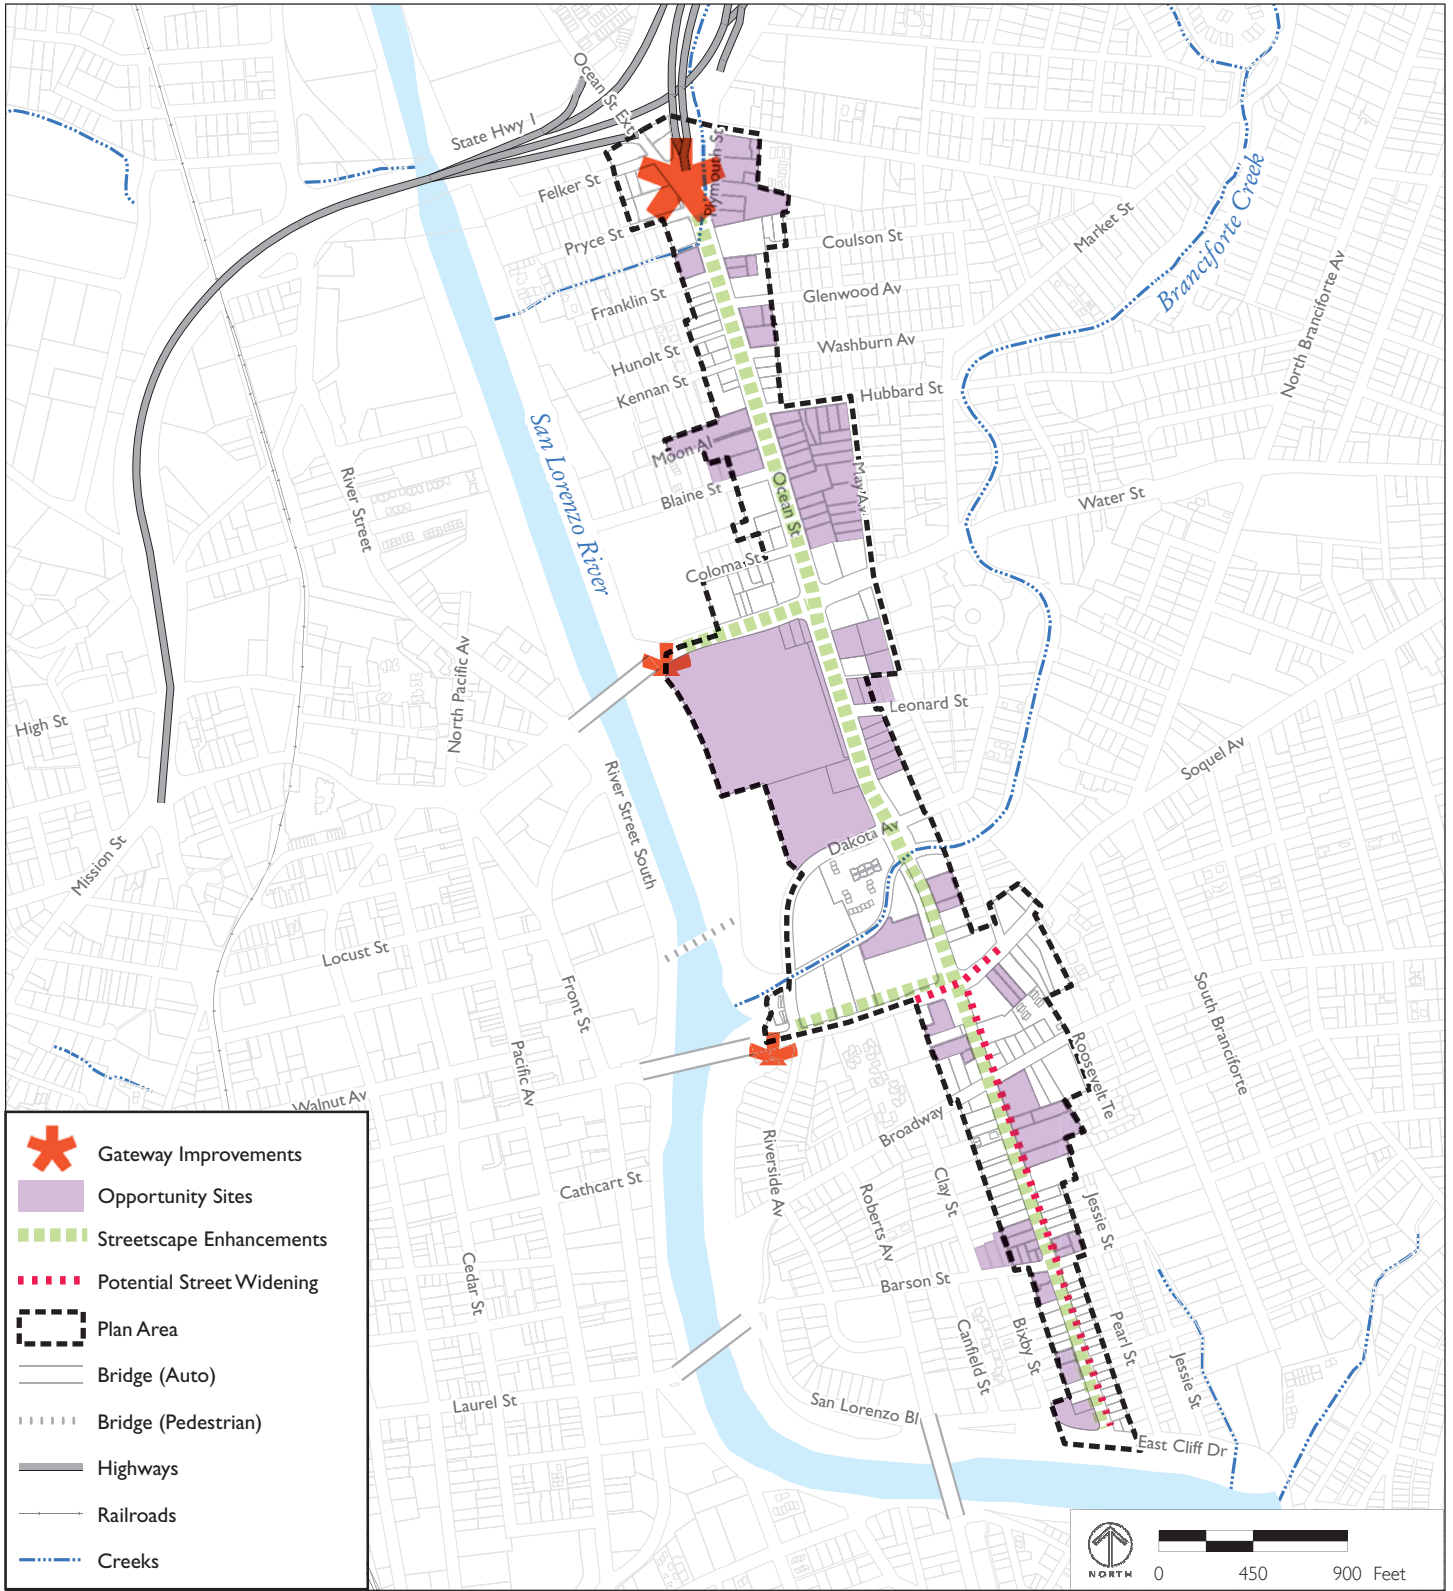 Ocean St Ext
State Hwy 1
Plymouth St
Felker St
Pryce St
Coulson St
Market St
Branciforte Creek
North Branciforte Av
Franklin St
Glenwood Av
Hunolt St
Washburn Av
Kennan St
Hubbard St
San Lorenzo River
Moon Al
May Av
River Street
Blaine St
Ocean St
Water St
Coloma St
North Pacific Av
High St
Leonard St
Soquel Av
River Street South
Mission St
Dakota Av
Locust St
Front St
South Branciforte
Pacific Av
Roosevelt Te
Walnut Av
Broadway
Riverside Av
Cathcart St
Clay St
Roberts Av
Jessie St
Cedar St
Barson St
Canfield St
Bixby St
Pearl St
Jessie St
Laurel St
San Lorenzo Bl
East Cliff Dr
Gateway Improvements
Opportunity Sites
Streetscape Enhancements
Potential Street Widening
Plan Area
Bridge (Auto)
Bridge (Pedestrian)
Highways
Railroads
Creeks
NORTH
0 450 900 Feet